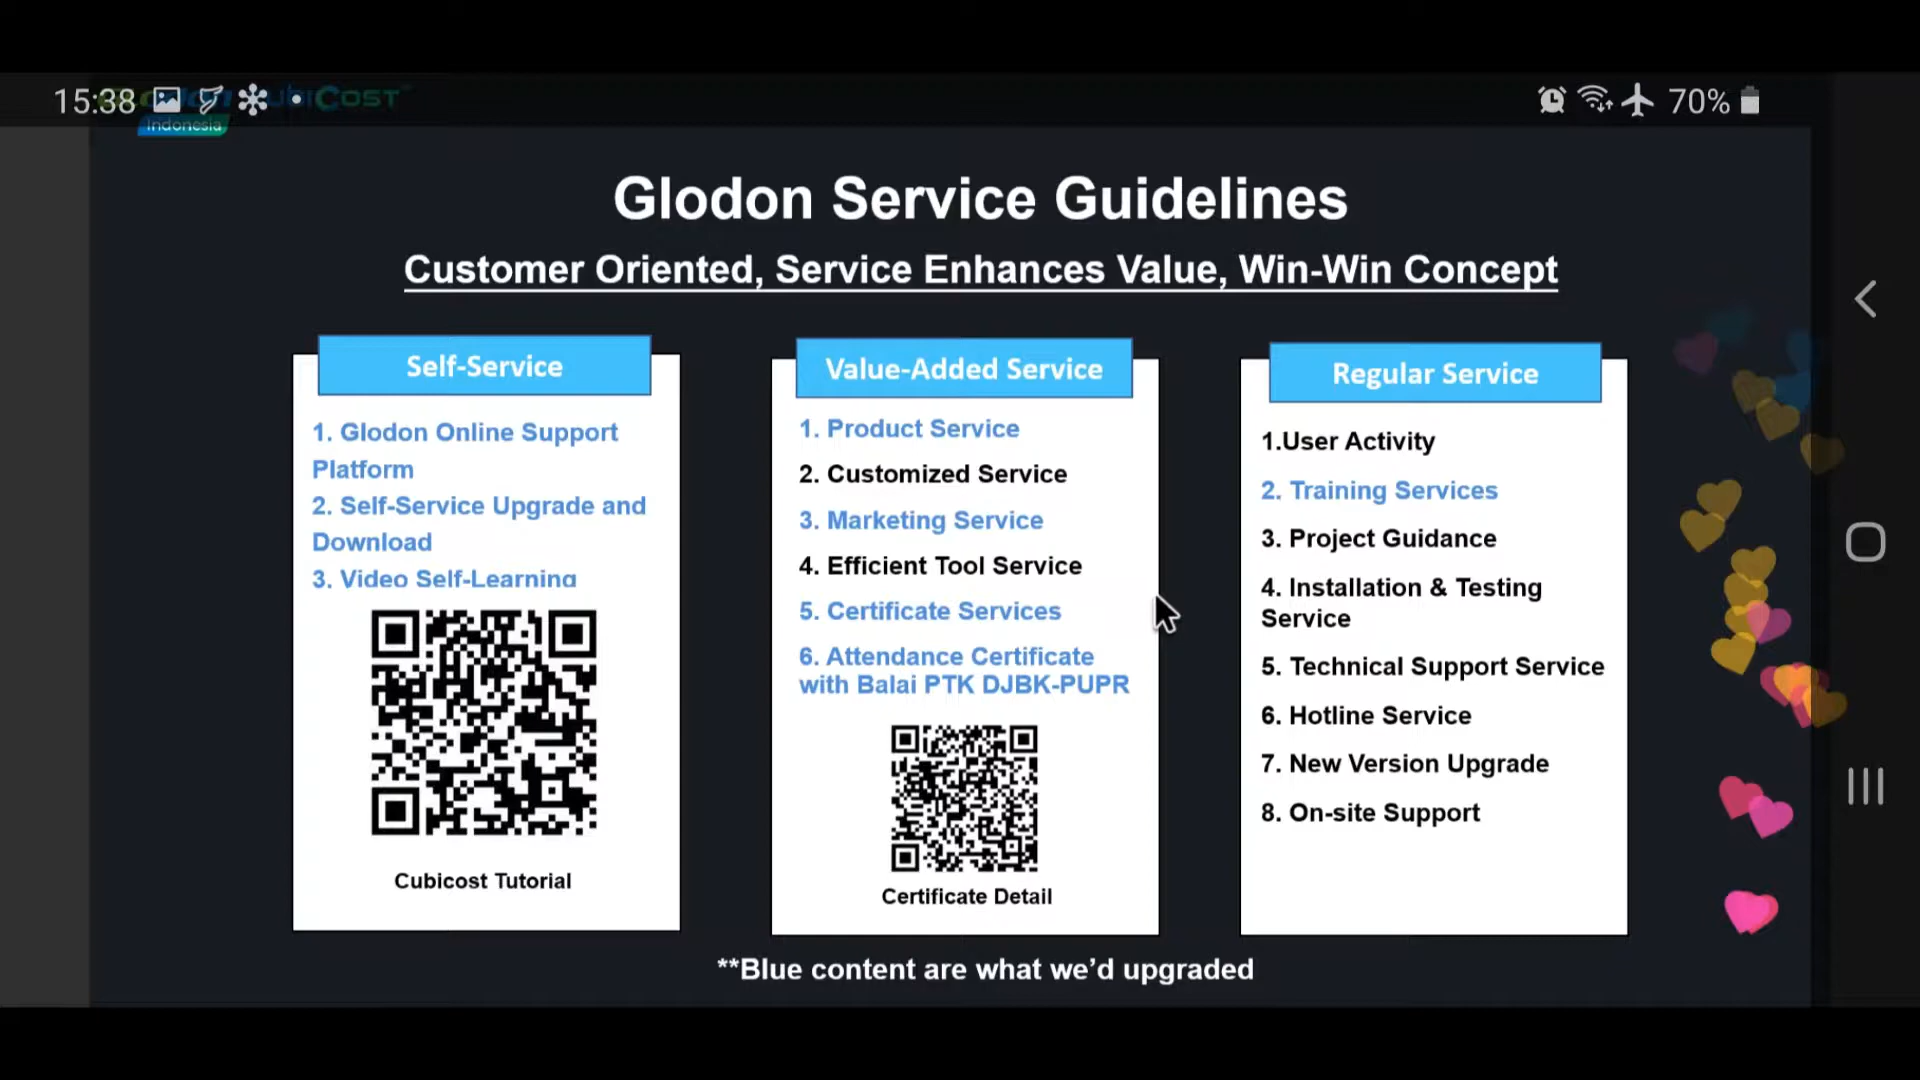 15:38
70%
CUBICOST
Indonesia
Glodon Service Guidelines
Customer Oriented, Service Enhances Value, Win-Win Concept
Self-Service
1. Glodon Online Support
Platform
2. Self-Service Upgrade and
Download
3. Video Self-Learning
Cubicost Tutorial
Value-Added Service
1. Product Service
2. Customized Service
3. Marketing Service
4. Efficient Tool Service
5. Certificate Services
6. Attendance Certificate
with Balai PTK DJBK-PUPR
Certificate Detail
Regular Service
1.User Activity
2. Training Services
3. Project Guidance
4. Installation & Testing
Service
5. Technical Support Service
6. Hotline Service
7. New Version Upgrade
8. On-site Support
**Blue content are what we’d upgraded